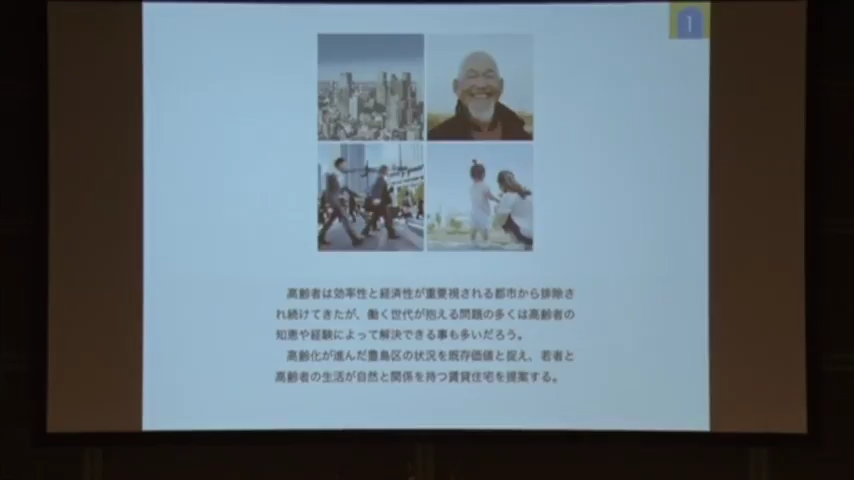 1
高齢者は効率性と経済性が重要視される都市から排除さ
れ続けてきたが、働く世代が抱える問題の多くは高齢者の
知恵や経験によって解決できる事も多いだろう。
高齢化が進んだ豊島区の状況を既存価値と捉え、若者と
高齢者の生活が自然と関係を持つ賃貸住宅を提案する。